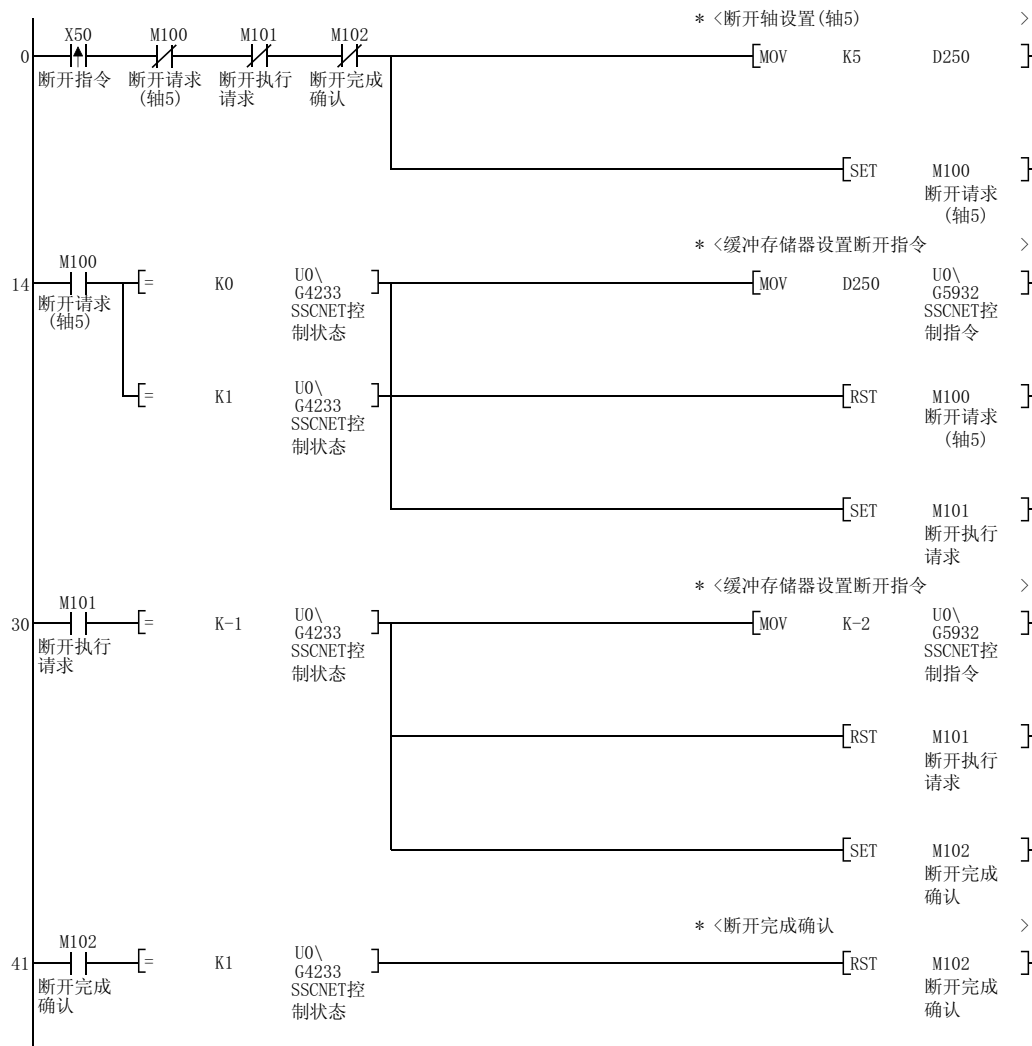 * <断开轴设置(轴5) >
X50 M100 M101 M102
0 [MOV K5 D250 ]
断开指令 断开请求 断开执行 断开完成
(轴5) 请求 确认
[SET M100 ]
断开请求
(轴5)
* <缓冲存储器设置断开指令 >
M100
14 [= K0 U0\ ] [MOV D250 U0\ ]
G4233 G5932
断开请求 SSCNET控 SSCNET控
(轴5) 制状态 制指令
[= K1 U0\ ] [RST M100 ]
G4233 断开请求
SSCNET控 (轴5)
制状态
[SET M101 ]
断开执行
请求
* <缓冲存储器设置断开指令 >
M101
30 [= K-1 U0\ ] [MOV K-2 U0\ ]
G4233 G5932
断开执行 SSCNET控 SSCNET控
请求 制状态 制指令
[RST M101 ]
断开执行
请求
[SET M102 ]
断开完成
确认
* <断开完成确认 >
M102
41 [= K1 U0\ ] [RST M102 ]
G4233
断开完成 SSCNET控 断开完成
确认 制状态 确认